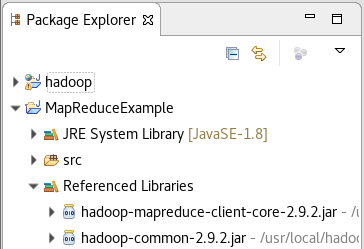 Package Explorer
hadoop
MapReduceExample
JRE System Library [JavaSE-1.8]
src
Referenced Libraries
hadoop-mapreduce-client-core-2.9.2.jar - /u
hadoop-common-2.9.2.jar - /usr/local/hado